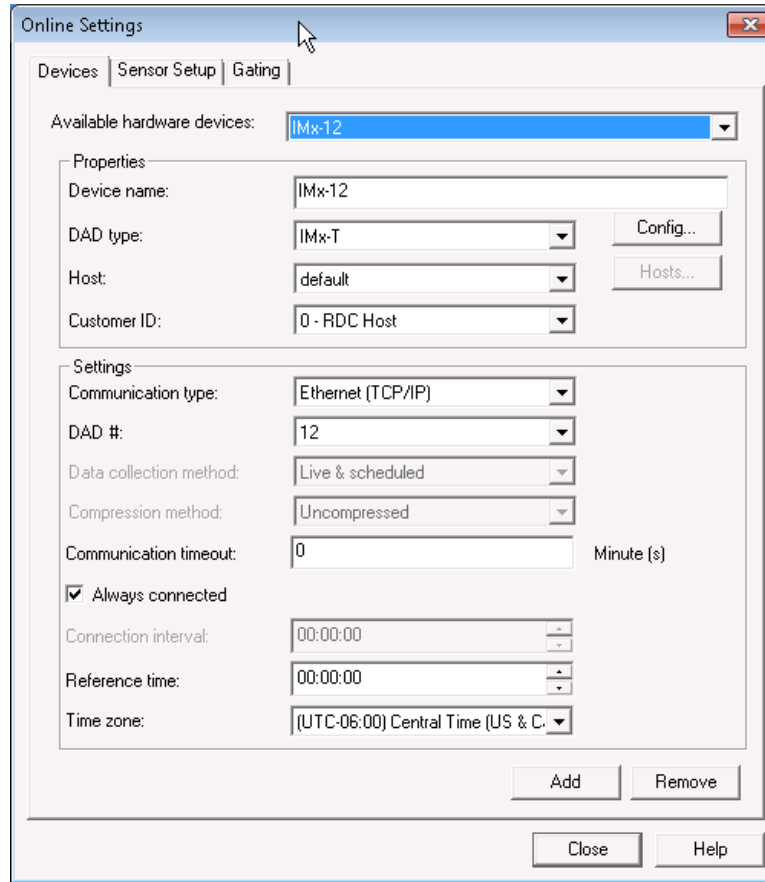 Online Settings
Devices Sensor Setup Gating
Available hardware devices: IMx-12
Properties
Device name: IMx-12
DAD type: IMx-T Config...
Host: default Hosts...
Customer ID: 0 - RDC Host
Settings
Communication type: Ethernet (TCP/IP)
DAD #: 12
Data collection method: Live & scheduled
Compression method: Uncompressed
Communication timeout: 0 Minute (s)
Always connected
Connection interval: 00:00:00
Reference time: 00:00:00
Time zone: (UTC-06:00) Central Time (US & C
Add Remove
Close Help